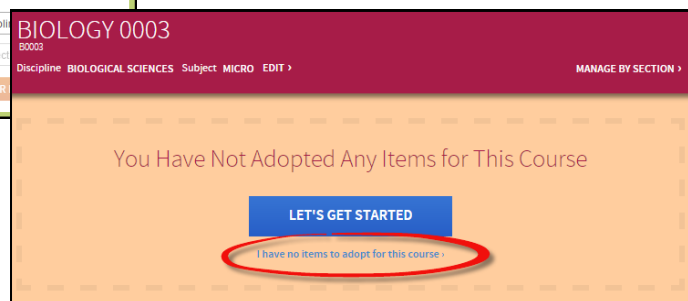 BIOLOGY 0003
B0003
Discipline BIOLOGICAL SCIENCES Subject MICRO EDIT ›
MANAGE BY SECTION ›
You Have Not Adopted Any Items for This Course
LET'S GET STARTED
I have no items to adopt for this course ›